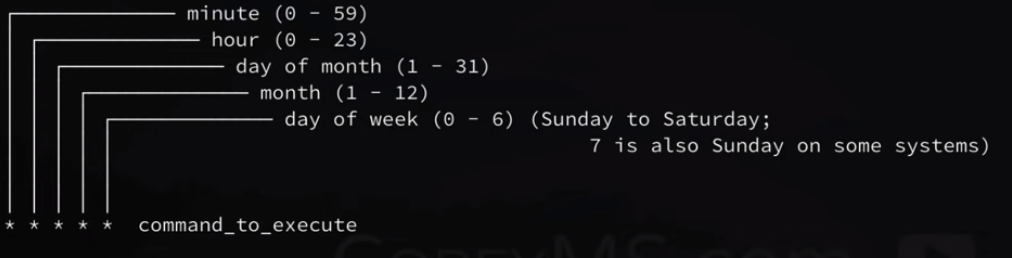 minute (0 - 59)
hour (0 - 23)
day of month (1 - 31)
month (1 - 12)
day of week (0 - 6) (Sunday to Saturday;
7 is also Sunday on some systems)
* * * * * command_to_execute
CoreyMS.com